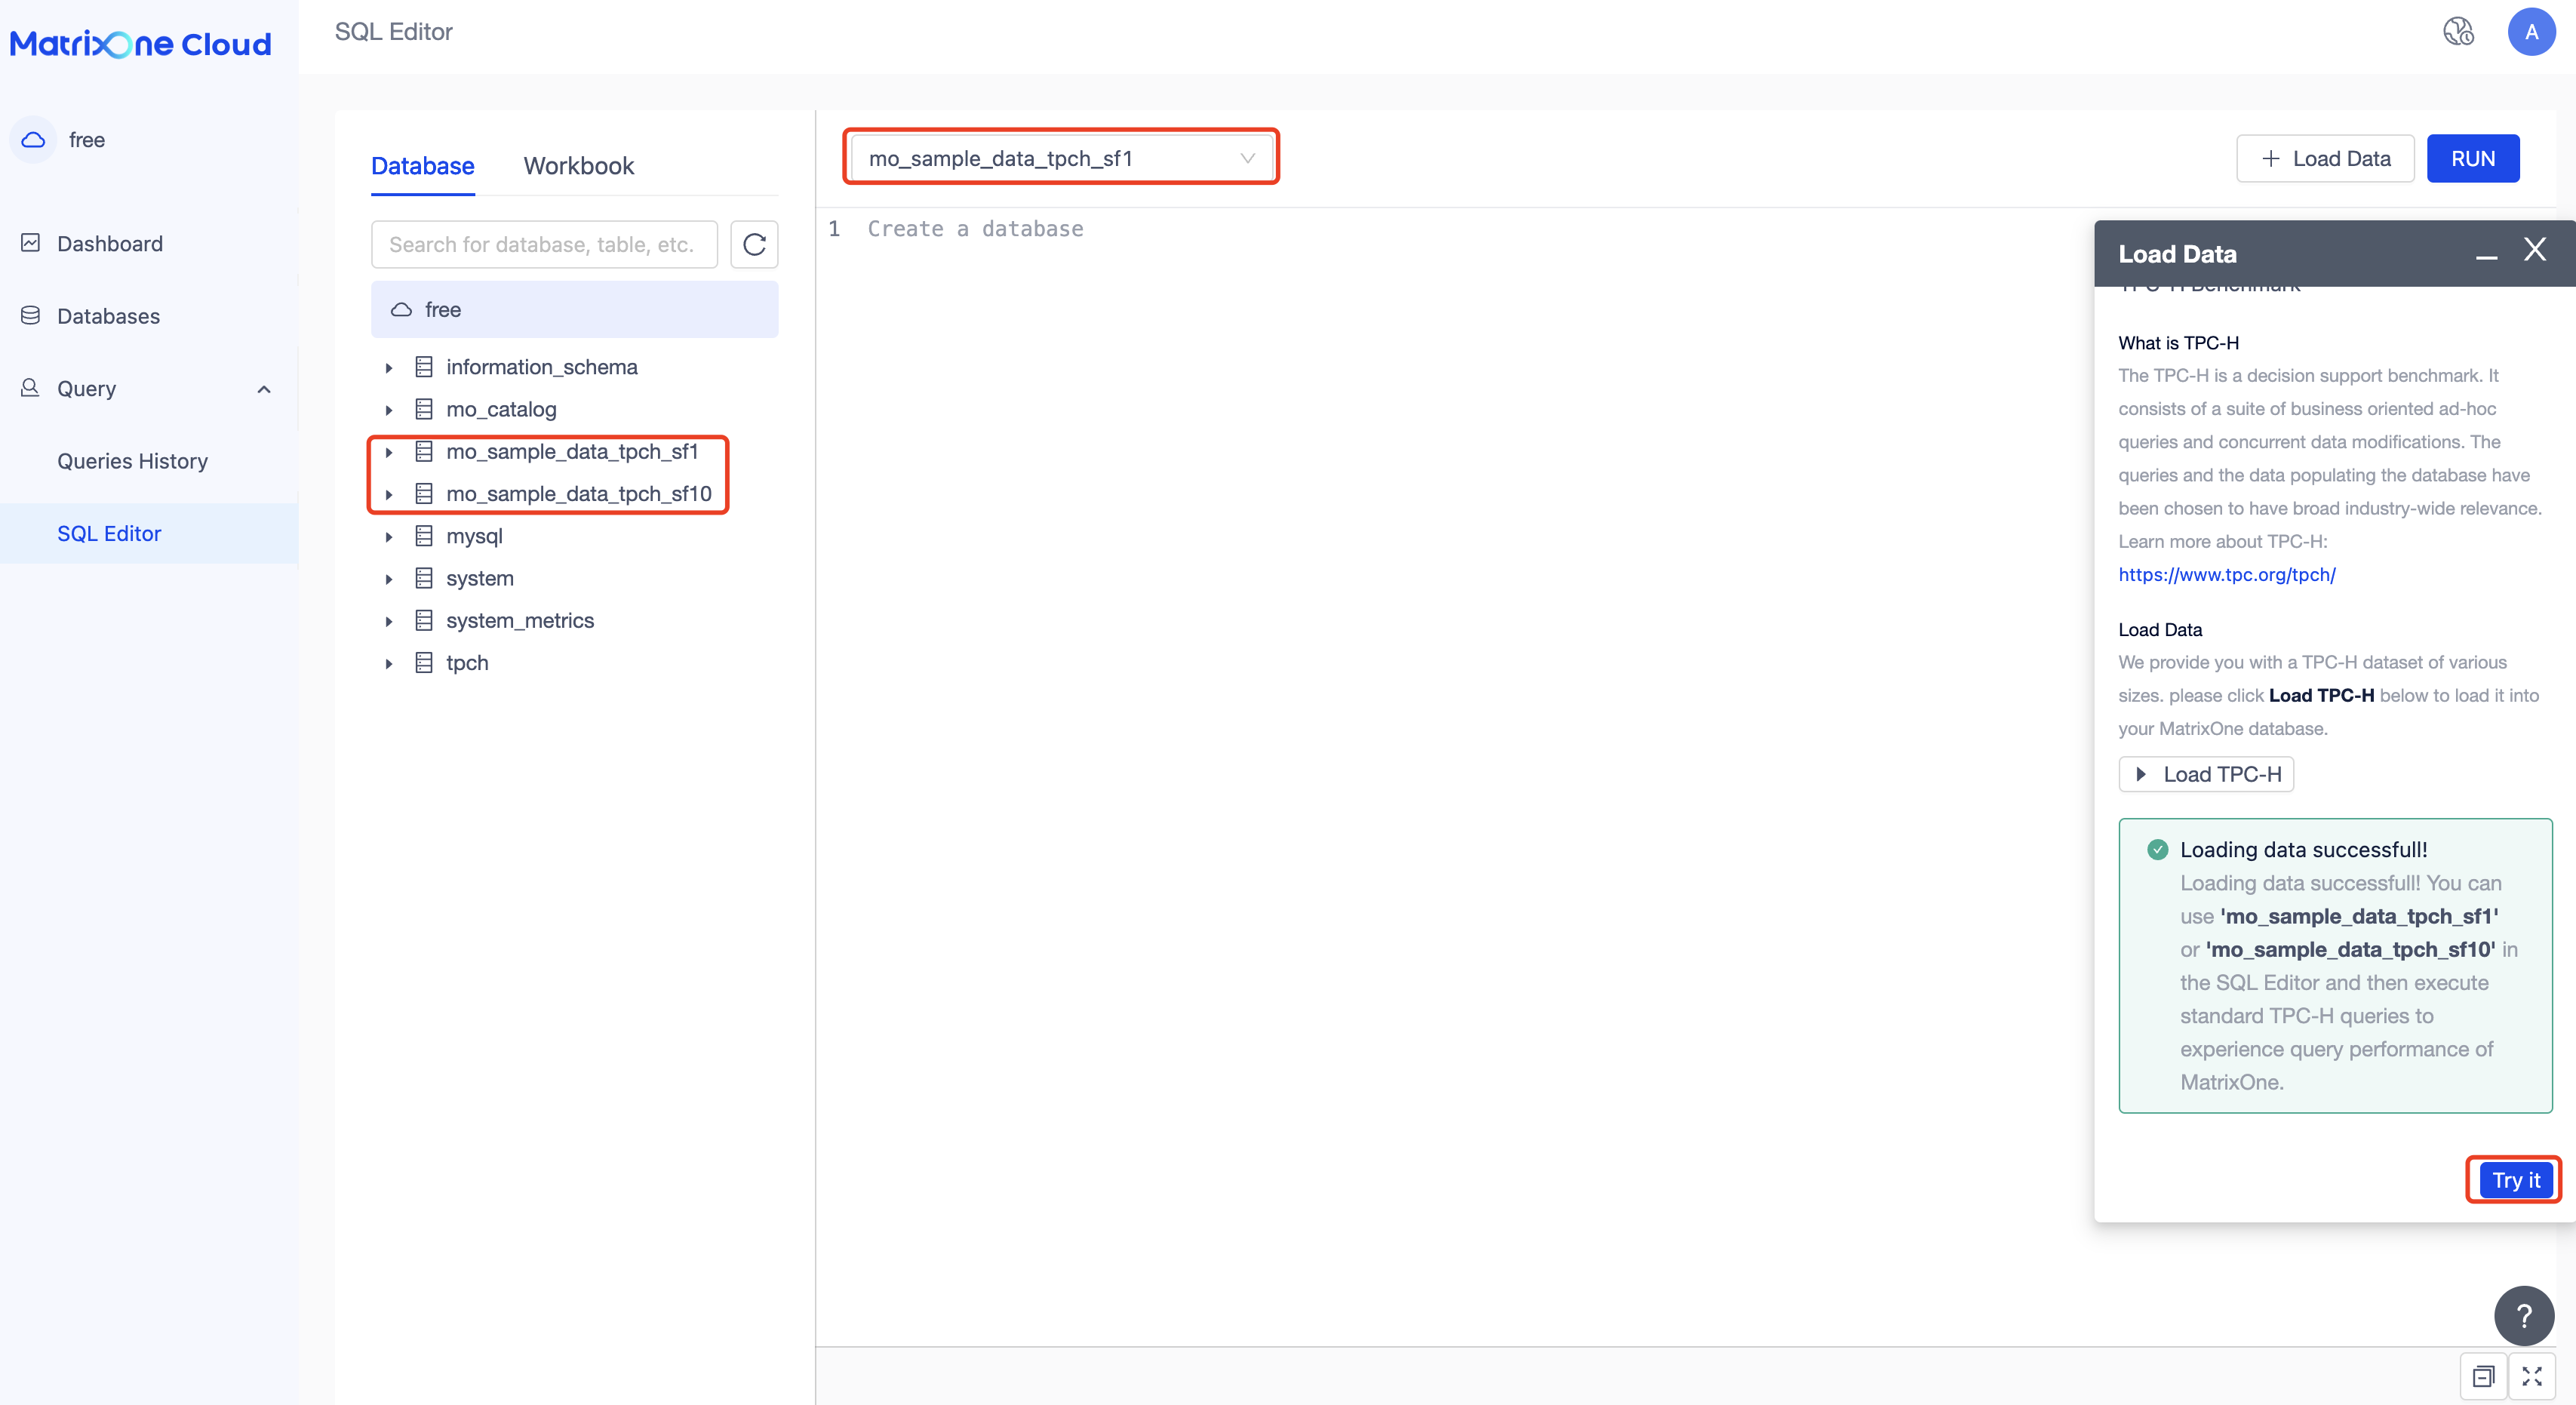 MatrixOne Cloud
SQL Editor
A
free
Dashboard
Databases
Query
Queries History
SQL Editor
Database
Workbook
Search for database, table, etc.
free
information_schema
mo_catalog
mo_sample_data_tpch_sf1
mo_sample_data_tpch_sf10
mysql
system
system_metrics
tpch
mo_sample_data_tpch_sf1
+ Load Data
RUN
1 Create a database
Load Data
TPC-H Benchmark
What is TPC-H
The TPC-H is a decision support benchmark. It
consists of a suite of business oriented ad-hoc
queries and concurrent data modifications. The
queries and the data populating the database have
been chosen to have broad industry-wide relevance.
Learn more about TPC-H:
https://www.tpc.org/tpch/
Load Data
We provide you with a TPC-H dataset of various
sizes. please click Load TPC-H below to load it into
your MatrixOne database.
Load TPC-H
Loading data successfull!
Loading data successfull! You can
use 'mo_sample_data_tpch_sf1'
or 'mo_sample_data_tpch_sf10' in
the SQL Editor and then execute
standard TPC-H queries to
experience query performance of
MatrixOne.
Try it
?